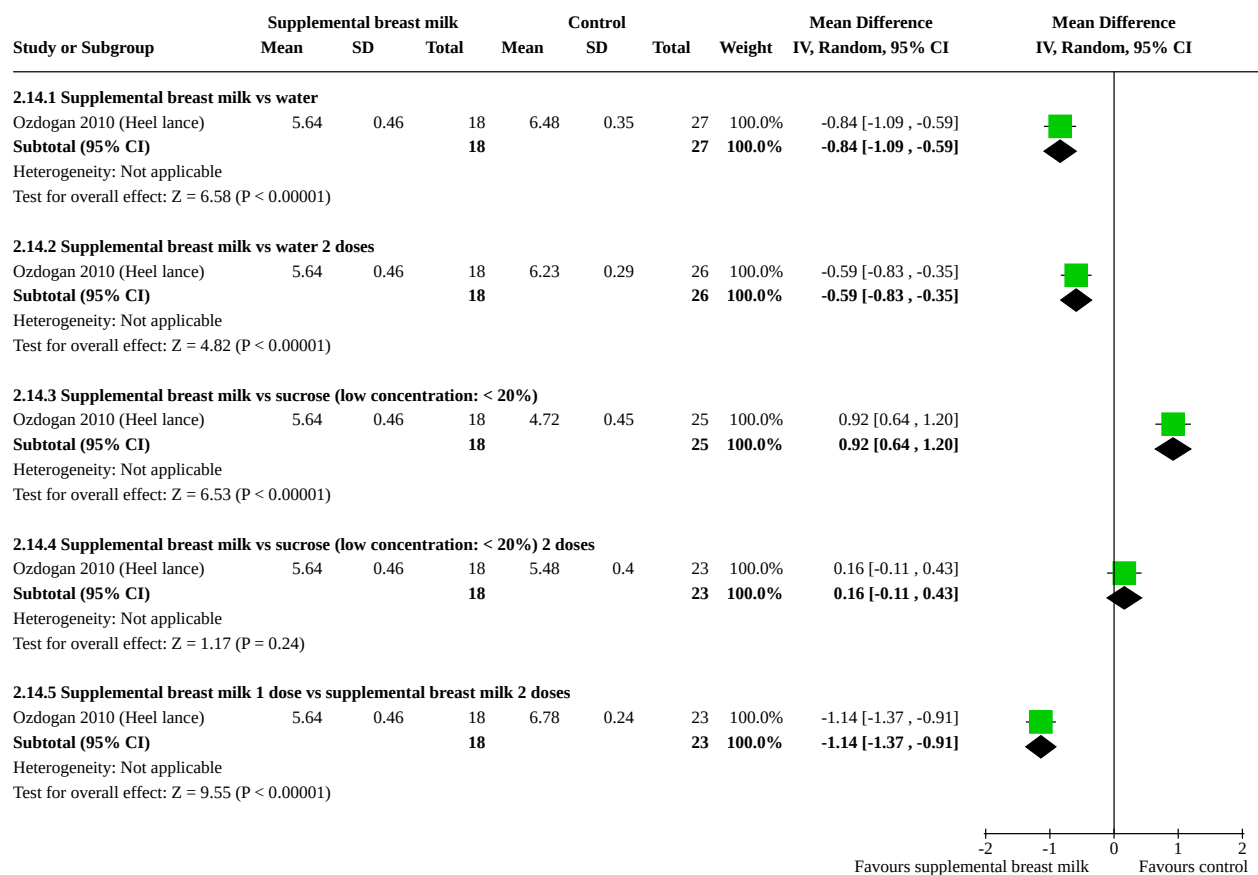 Supplemental breast milk Control Mean Difference Mean Difference
Study or Subgroup Mean SD Total Mean SD Total Weight IV, Random, 95% CI IV, Random, 95% CI
2.14.1 Supplemental breast milk vs water
Ozdogan 2010 (Heel lance) 5.64 0.46 18 6.48 0.35 27 100.0% -0.84 [-1.09 , -0.59]
Subtotal (95% CI) 18 27 100.0% -0.84 [-1.09 , -0.59]
Heterogeneity: Not applicable
Test for overall effect: Z = 6.58 (P < 0.00001)
2.14.2 Supplemental breast milk vs water 2 doses
Ozdogan 2010 (Heel lance) 5.64 0.46 18 6.23 0.29 26 100.0% -0.59 [-0.83 , -0.35]
Subtotal (95% CI) 18 26 100.0% -0.59 [-0.83 , -0.35]
Heterogeneity: Not applicable
Test for overall effect: Z = 4.82 (P < 0.00001)
2.14.3 Supplemental breast milk vs sucrose (low concentration: < 20%)
Ozdogan 2010 (Heel lance) 5.64 0.46 18 4.72 0.45 25 100.0% 0.92 [0.64 , 1.20]
Subtotal (95% CI) 18 25 100.0% 0.92 [0.64 , 1.20]
Heterogeneity: Not applicable
Test for overall effect: Z = 6.53 (P < 0.00001)
2.14.4 Supplemental breast milk vs sucrose (low concentration: < 20%) 2 doses
Ozdogan 2010 (Heel lance) 5.64 0.46 18 5.48 0.4 23 100.0% 0.16 [-0.11 , 0.43]
Subtotal (95% CI) 18 23 100.0% 0.16 [-0.11 , 0.43]
Heterogeneity: Not applicable
Test for overall effect: Z = 1.17 (P = 0.24)
2.14.5 Supplemental breast milk 1 dose vs supplemental breast milk 2 doses
Ozdogan 2010 (Heel lance) 5.64 0.46 18 6.78 0.24 23 100.0% -1.14 [-1.37 , -0.91]
Subtotal (95% CI) 18 23 100.0% -1.14 [-1.37 , -0.91]
Heterogeneity: Not applicable
Test for overall effect: Z = 9.55 (P < 0.00001)
-2 -1 0 1 2
Favours supplemental breast milk Favours control